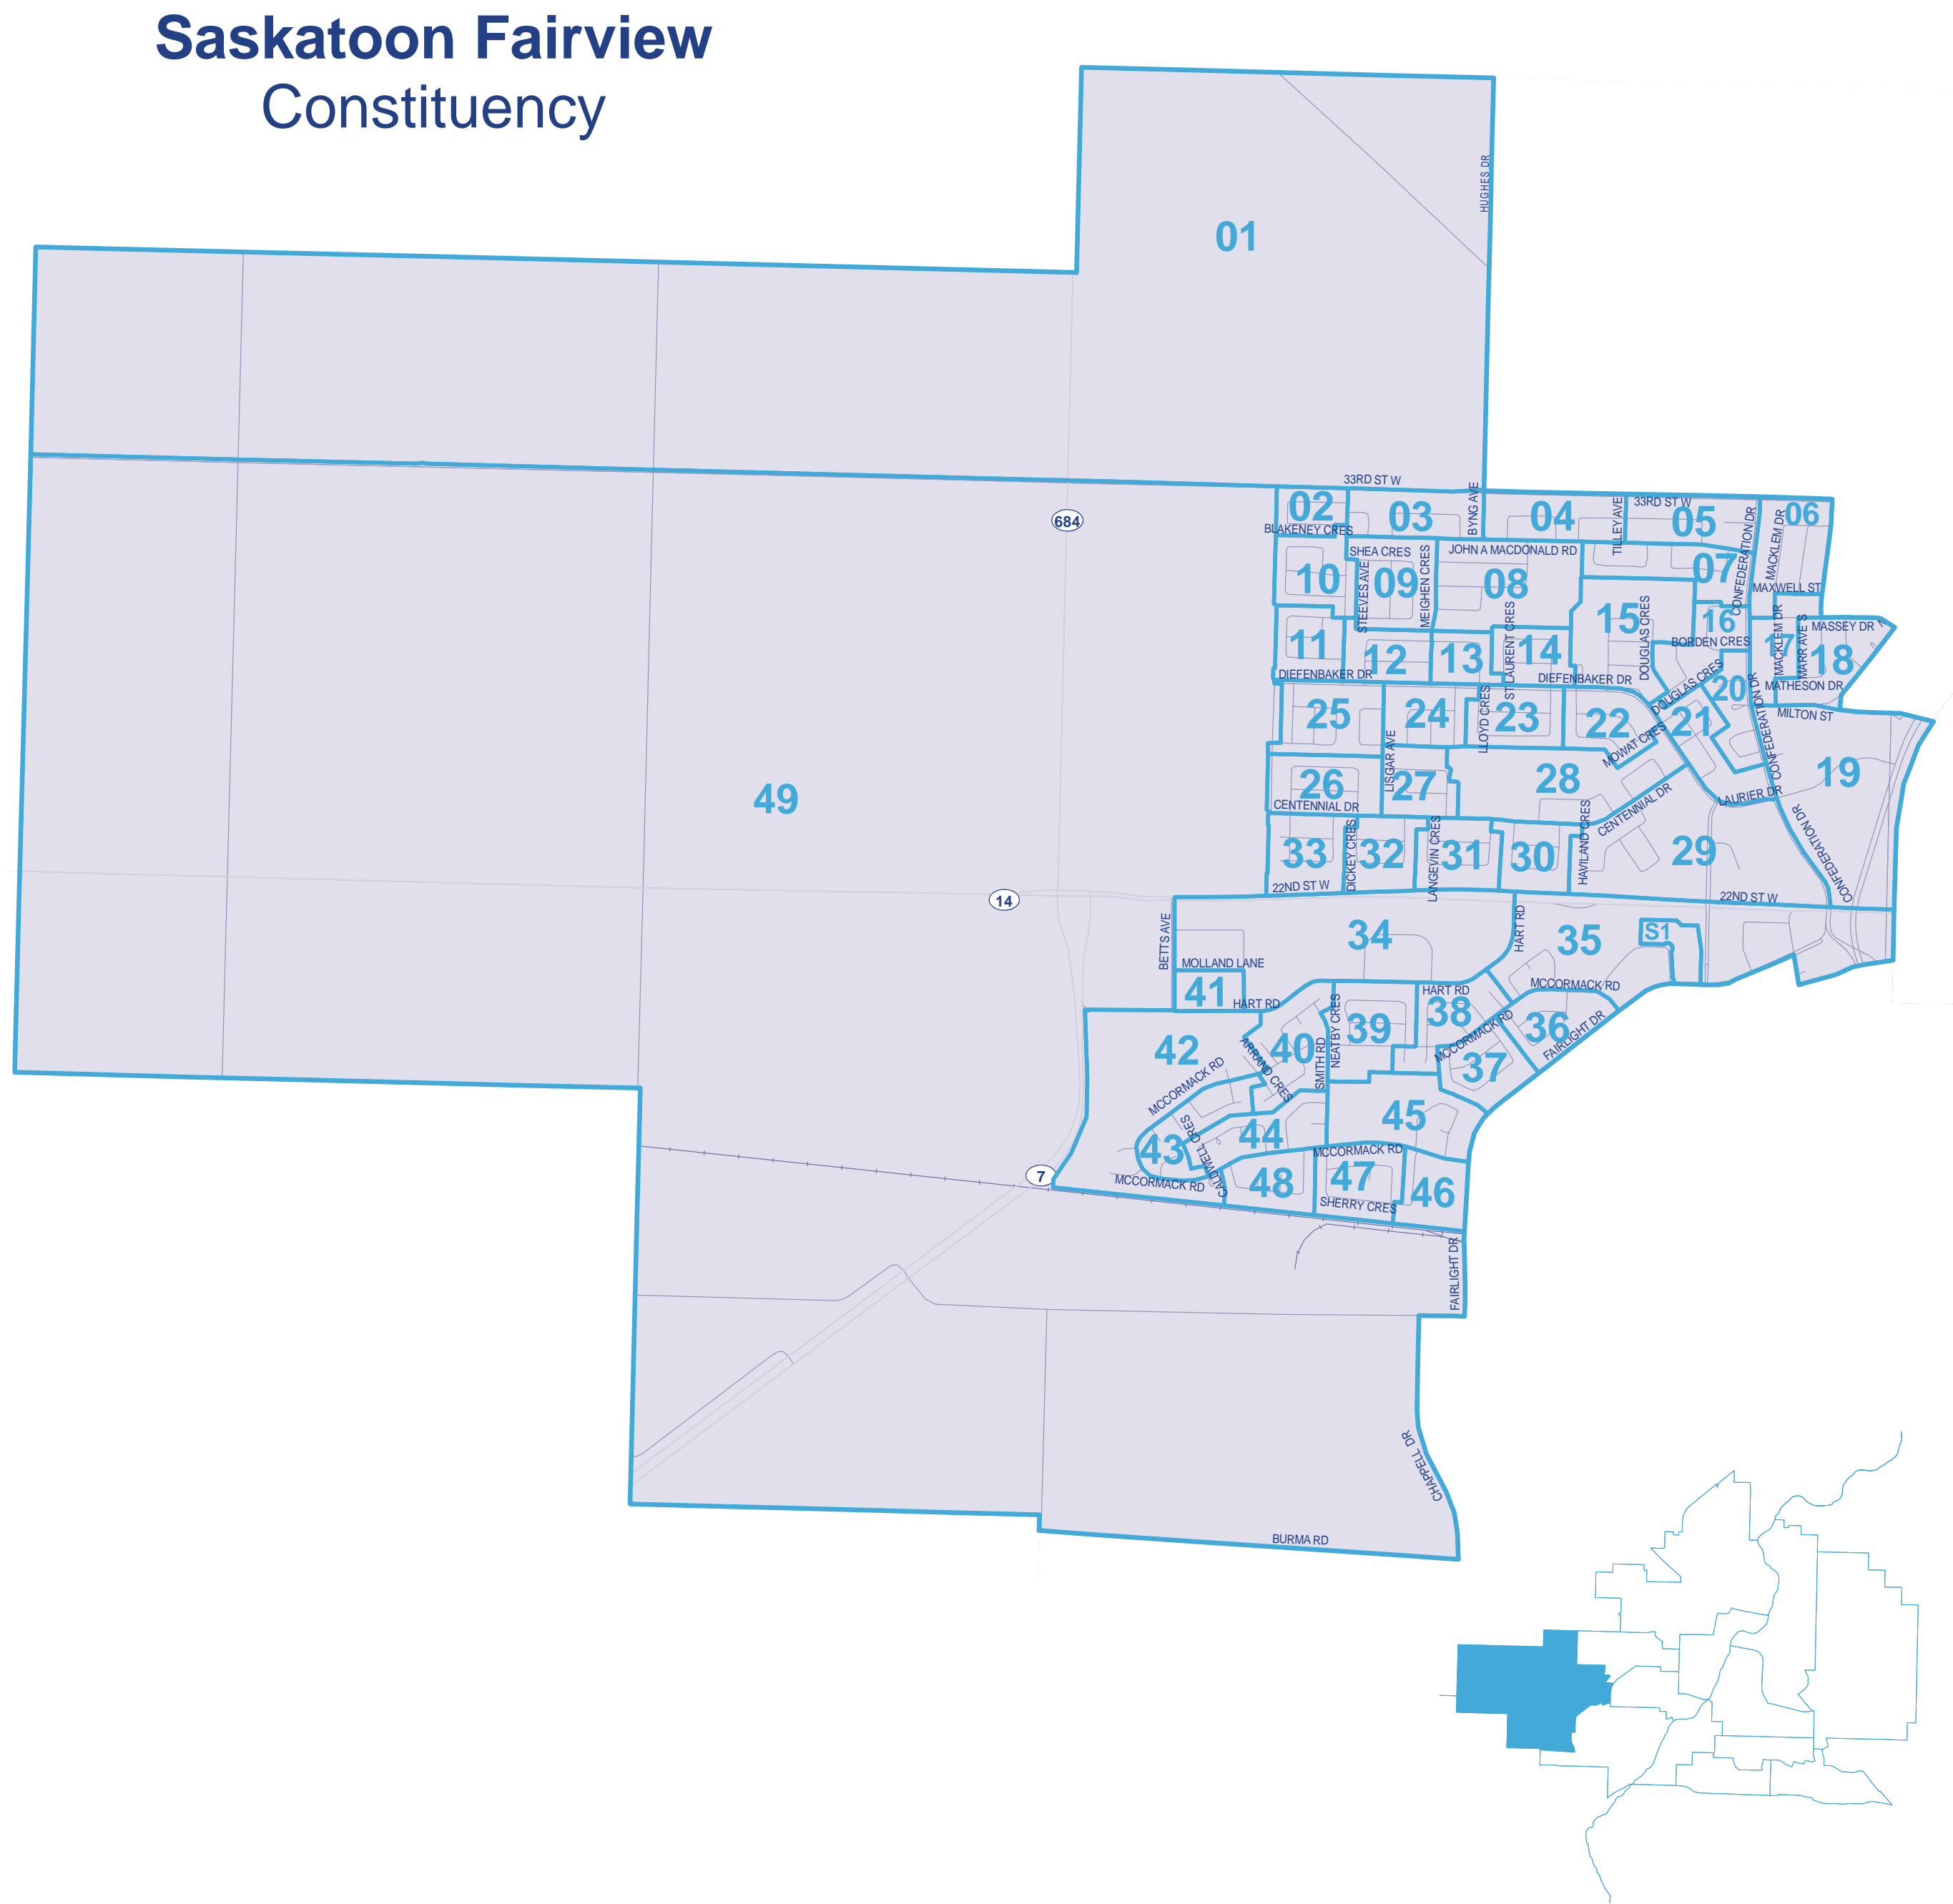 Saskatoon Fairview
Constituency
HUGHES DR
01
33RD ST W
BYNG AVE
TILLEY AVE
33RD ST W
02
03
04
05
06
684
BLAKENEY CRES
CONFEDERATION DR
MACKLEM DR
SHEA CRES
JOHN A MACDONALD RD
10
STEEVES AVE
09
MEIGHEN CRES
08
07
MAXWELL ST
15
DOUGLAS CRES
16
ST LAURENT CRES
MACKLEM DR
MARR AVE S
MASSEY DR
11
12
13
14
BORDEN CRES
17
18
DIEFENBAKER DR
DIEFENBAKER DR
DOUGLAS CRES
20
MATHESON DR
25
24
LLOYD CRES
23
22
21
CONFEDERATION DR
MILTON ST
LISGAR AVE
MOWAT CRES
49
26
27
28
19
CENTENNIAL DR
CENTENNIAL DR
LAURIER DR
33
DICKEY CRES
32
LANGEVIN CRES
31
30
HAVILAND CRES
29
CONFEDERATION DR
22ND ST W
22ND ST W
14
BETTS AVE
34
HART RD
35
S1
MOLLAND LANE
41
HART RD
HART RD
MCCORMACK RD
42
40
NEATBY CRES
39
38
36
MCCORMACK RD
FAIRLIGHT DR
ARRAND CRES
SMITH RD
MCCORMACK RD
37
45
43
CALDWELL CRES
44
MCCORMACK RD
7
MCCORMACK RD
48
47
46
SHERRY CRES
FAIRLIGHT DR
CHAPPELL DR
BURMA RD